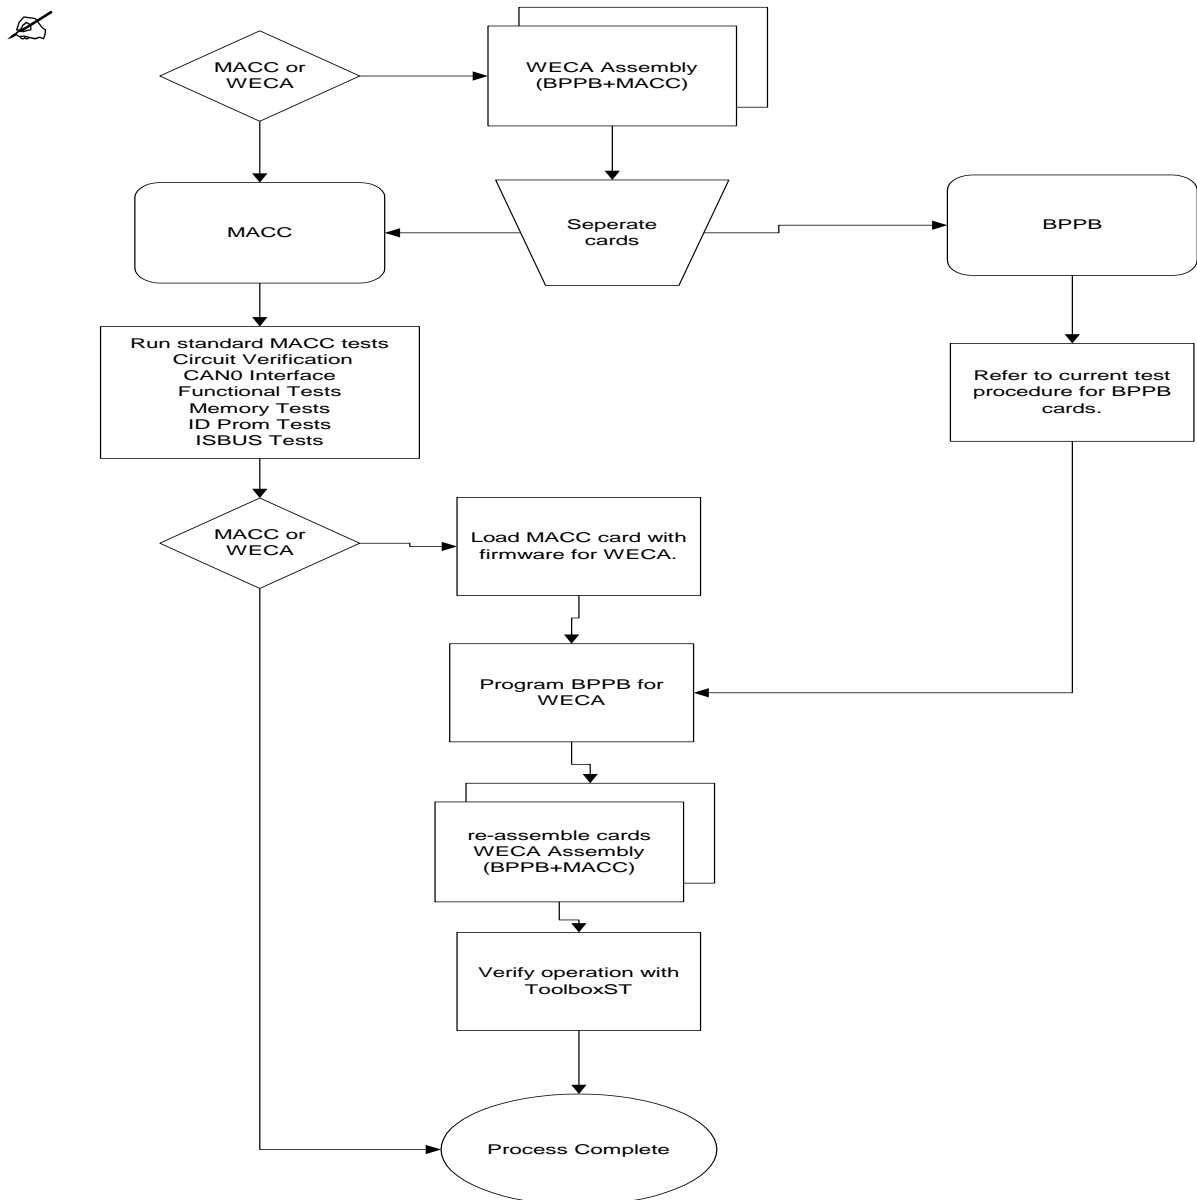 MACC or
WECA
WECA Assembly
(BPPB+MACC)
MACC
Seperate
cards
BPPB
Run standard MACC tests
Circuit Verification
CAN0 Interface
Functional Tests
Memory Tests
ID Prom Tests
ISBUS Tests
Refer to current test
procedure for BPPB
cards.
MACC or
WECA
Load MACC card with
firmware for WECA.
Program BPPB for
WECA
re-assemble cards
WECA Assembly
(BPPB+MACC)
Verify operation with
ToolboxST
Process Complete